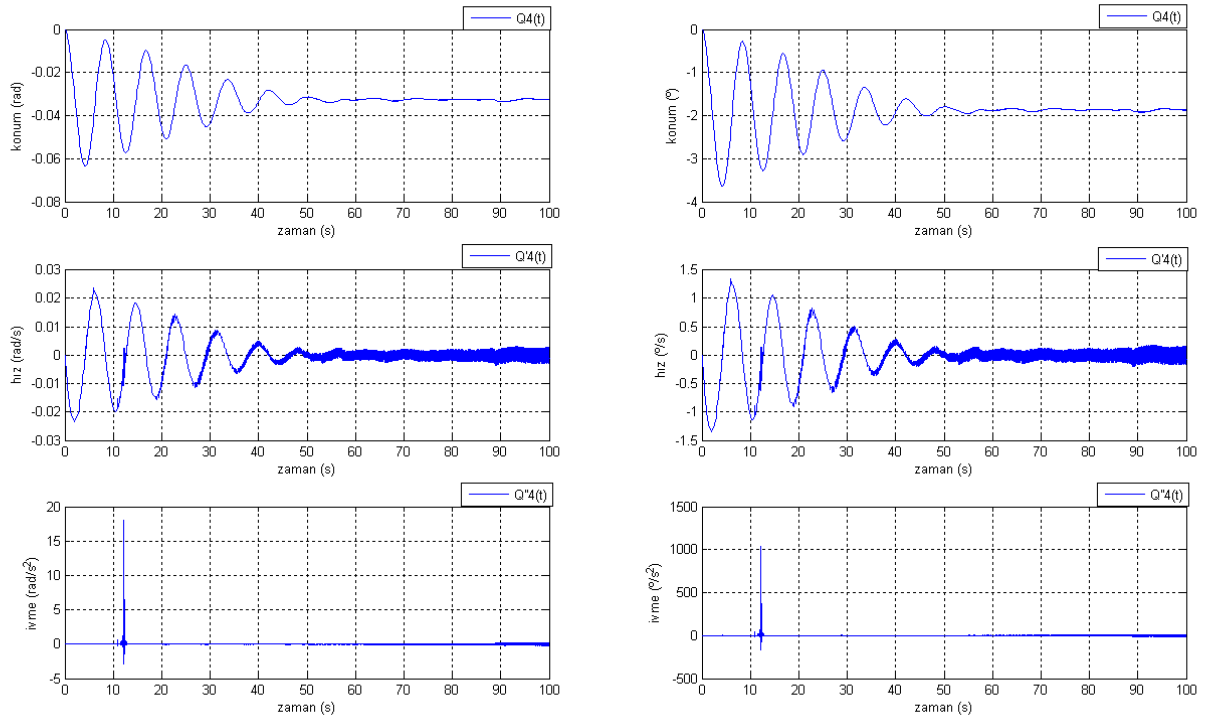 Q4(t)
0
-0.02
-0.04
-0.06
-0.08
konum (rad)
0 10 20 30 40 50 60 70 80 90 100
zaman (s)
Q4(t)
0
-1
-2
-3
-4
konum (º)
0 10 20 30 40 50 60 70 80 90 100
zaman (s)
Q'4(t)
0.03
0.02
0.01
0
-0.01
-0.02
-0.03
hız (rad/s)
0 10 20 30 40 50 60 70 80 90 100
zaman (s)
Q'4(t)
1.5
1
0.5
0
-0.5
-1
-1.5
hız (º/s)
0 10 20 30 40 50 60 70 80 90 100
zaman (s)
Q''4(t)
20
15
10
5
0
-5
ivme (rad/s²)
0 10 20 30 40 50 60 70 80 90 100
zaman (s)
Q''4(t)
1500
1000
500
0
-500
ivme (º/s²)
0 10 20 30 40 50 60 70 80 90 100
zaman (s)